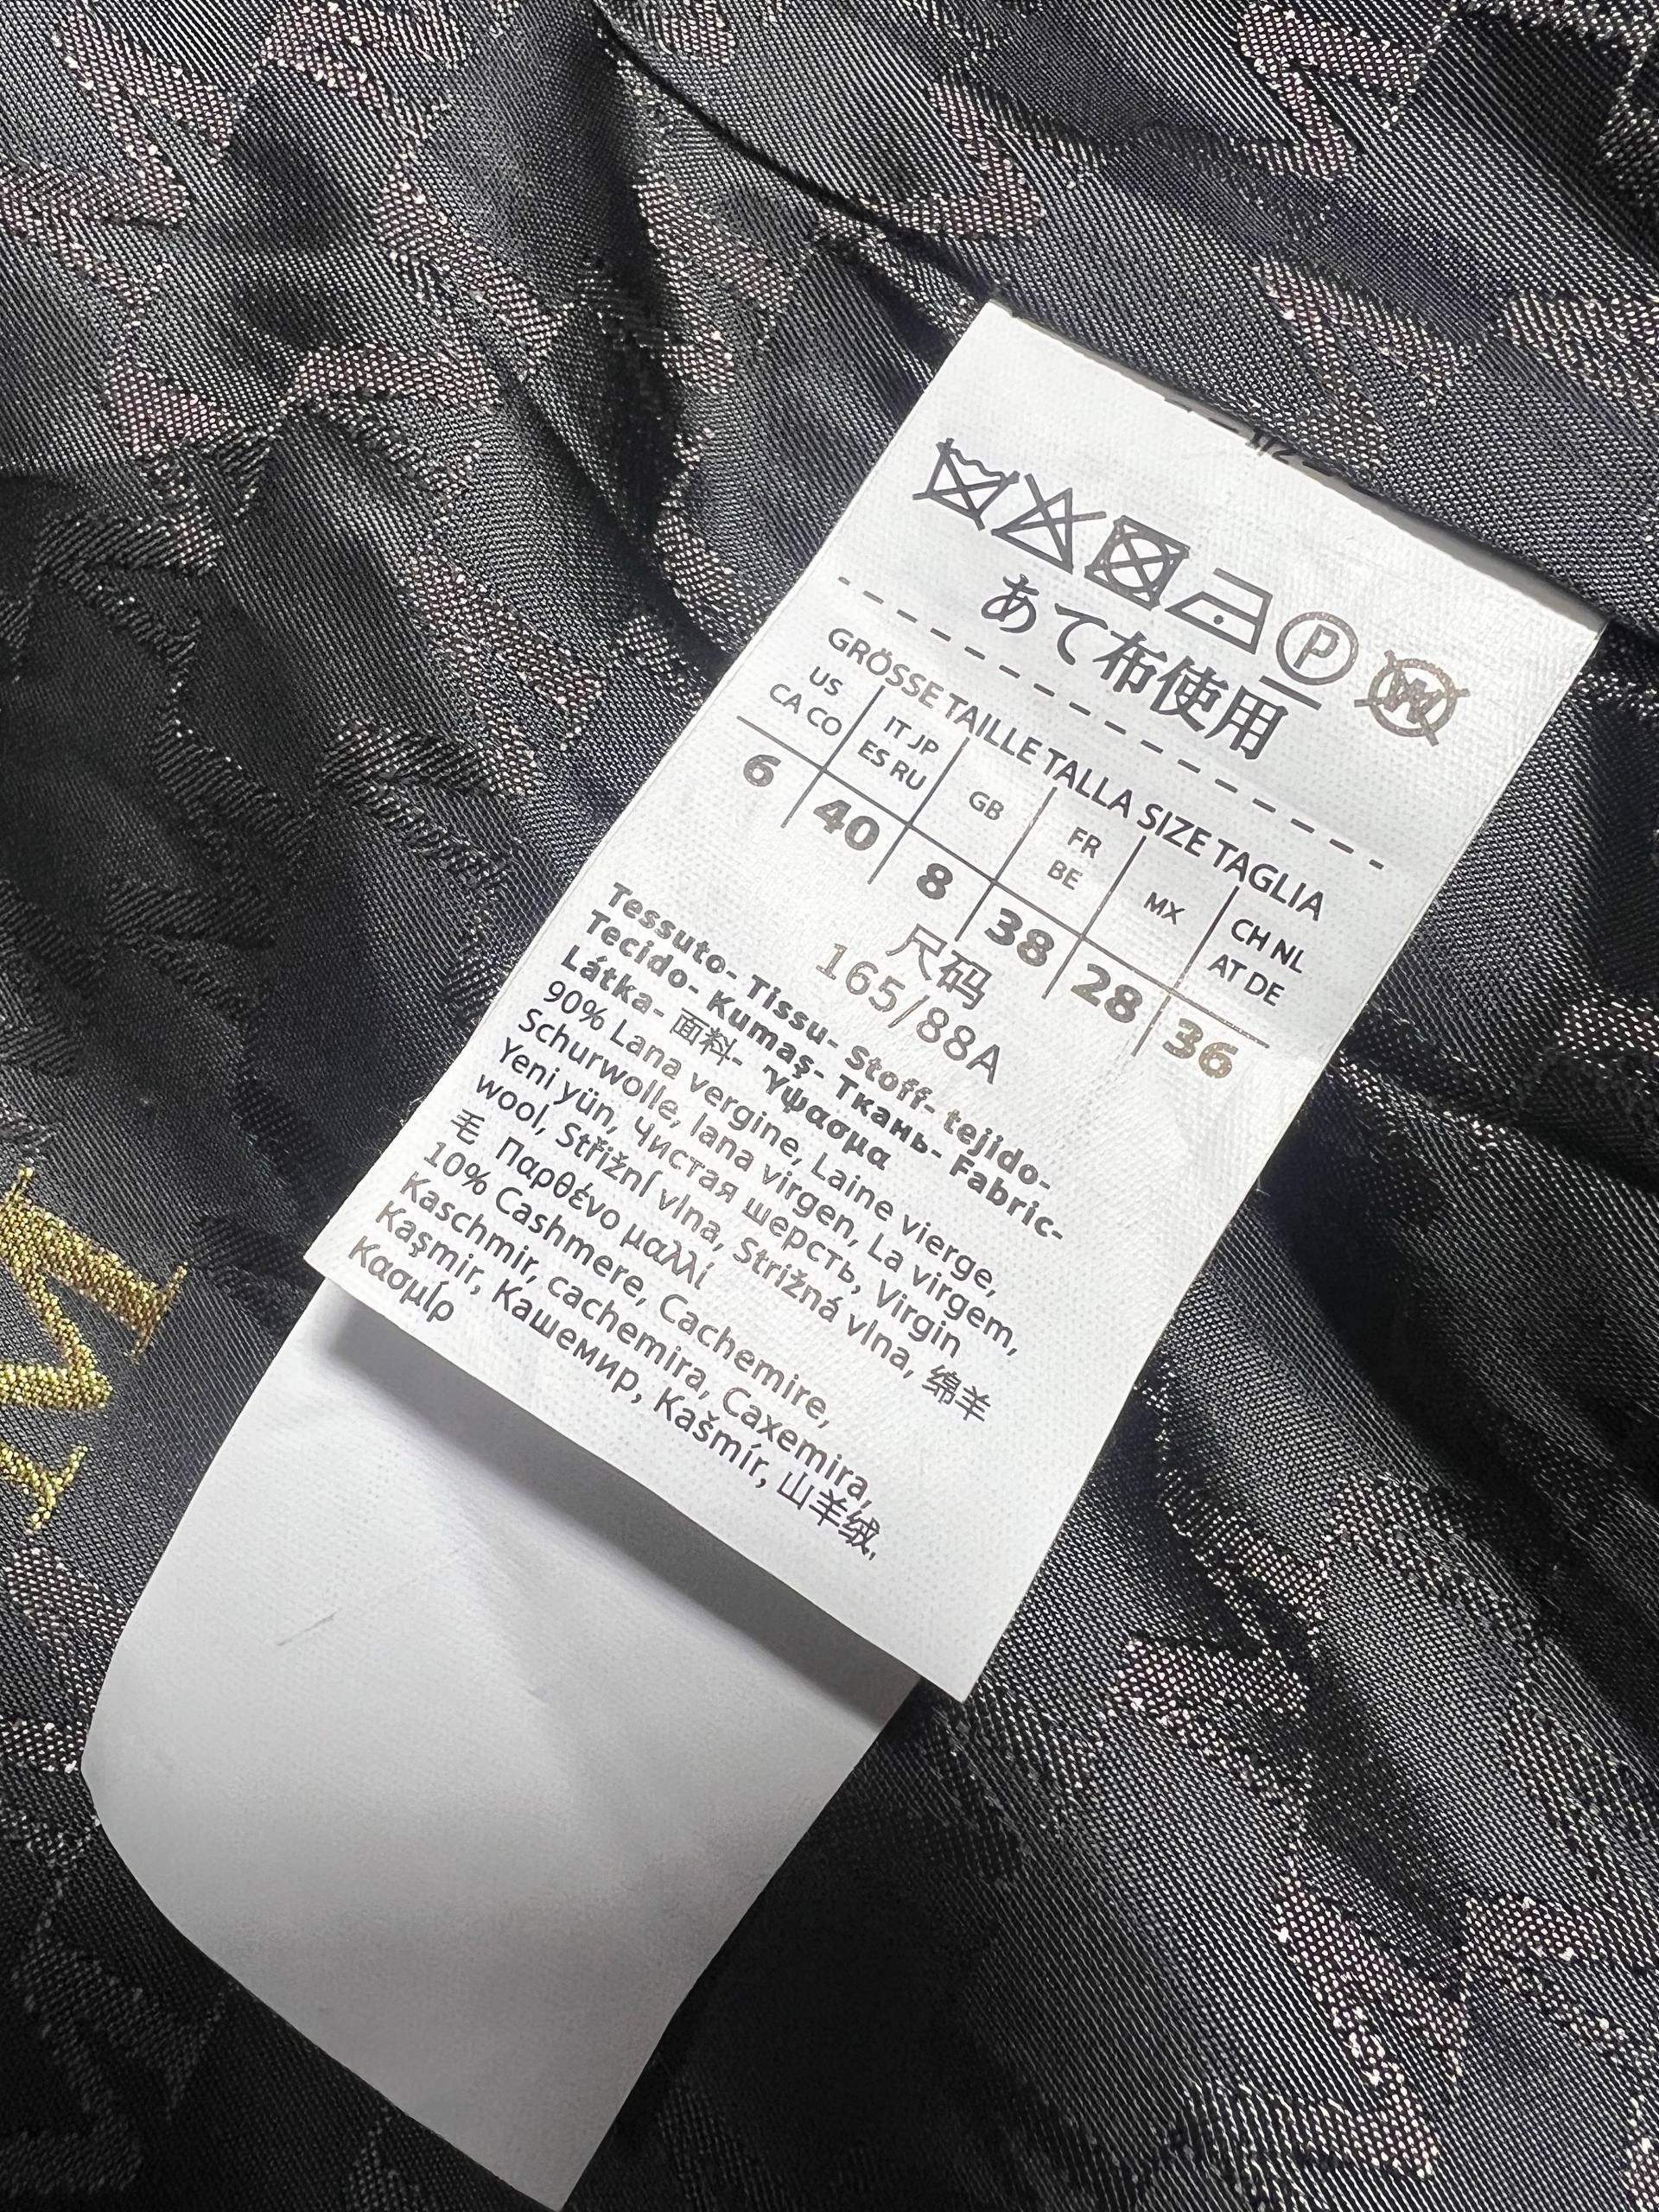 1/2
P
W
あて布使用
GRÖSSE TAILLE TALLA SIZE TAGLIA
US CA CO IT JP ES RU GB FR BE MX CH NL AT DE
6 40 8 38 28 36
尺码
165/88A
Tessuto- Tissu- Stoff- tejido-
Tecido- Kumaş- Ткань- Fabric-
Látka- 面料- Ύψασμα
90% Lana vergine, Laine vierge,
Schurwolle, lana virgen, La virgem,
Yeni yün, Чистая шерсть, Virgin
wool, Střižní vlna, Strižná vlna, 绵羊
毛 Παρθένο μαλλί
10% Cashmere, Cachemire,
Kaschmir, cachemira, Caxemira,
Kaşmir, Кашемир, Kašmír, 山羊绒,
Κασμίρ
M